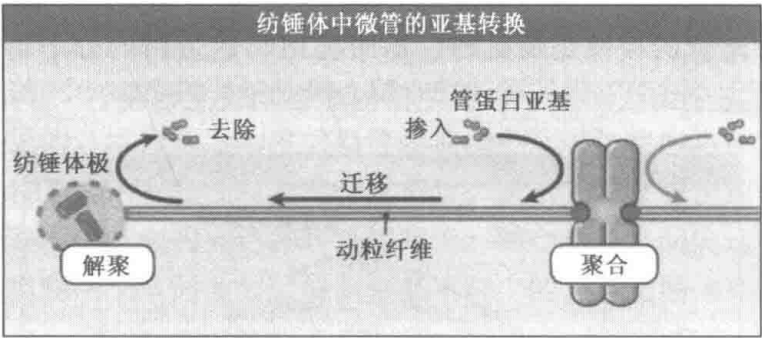 纺锤体中微管的亚基转换
管蛋白亚基
去除
掺入
纺锤体极
迁移
动粒纤维
解聚
聚合